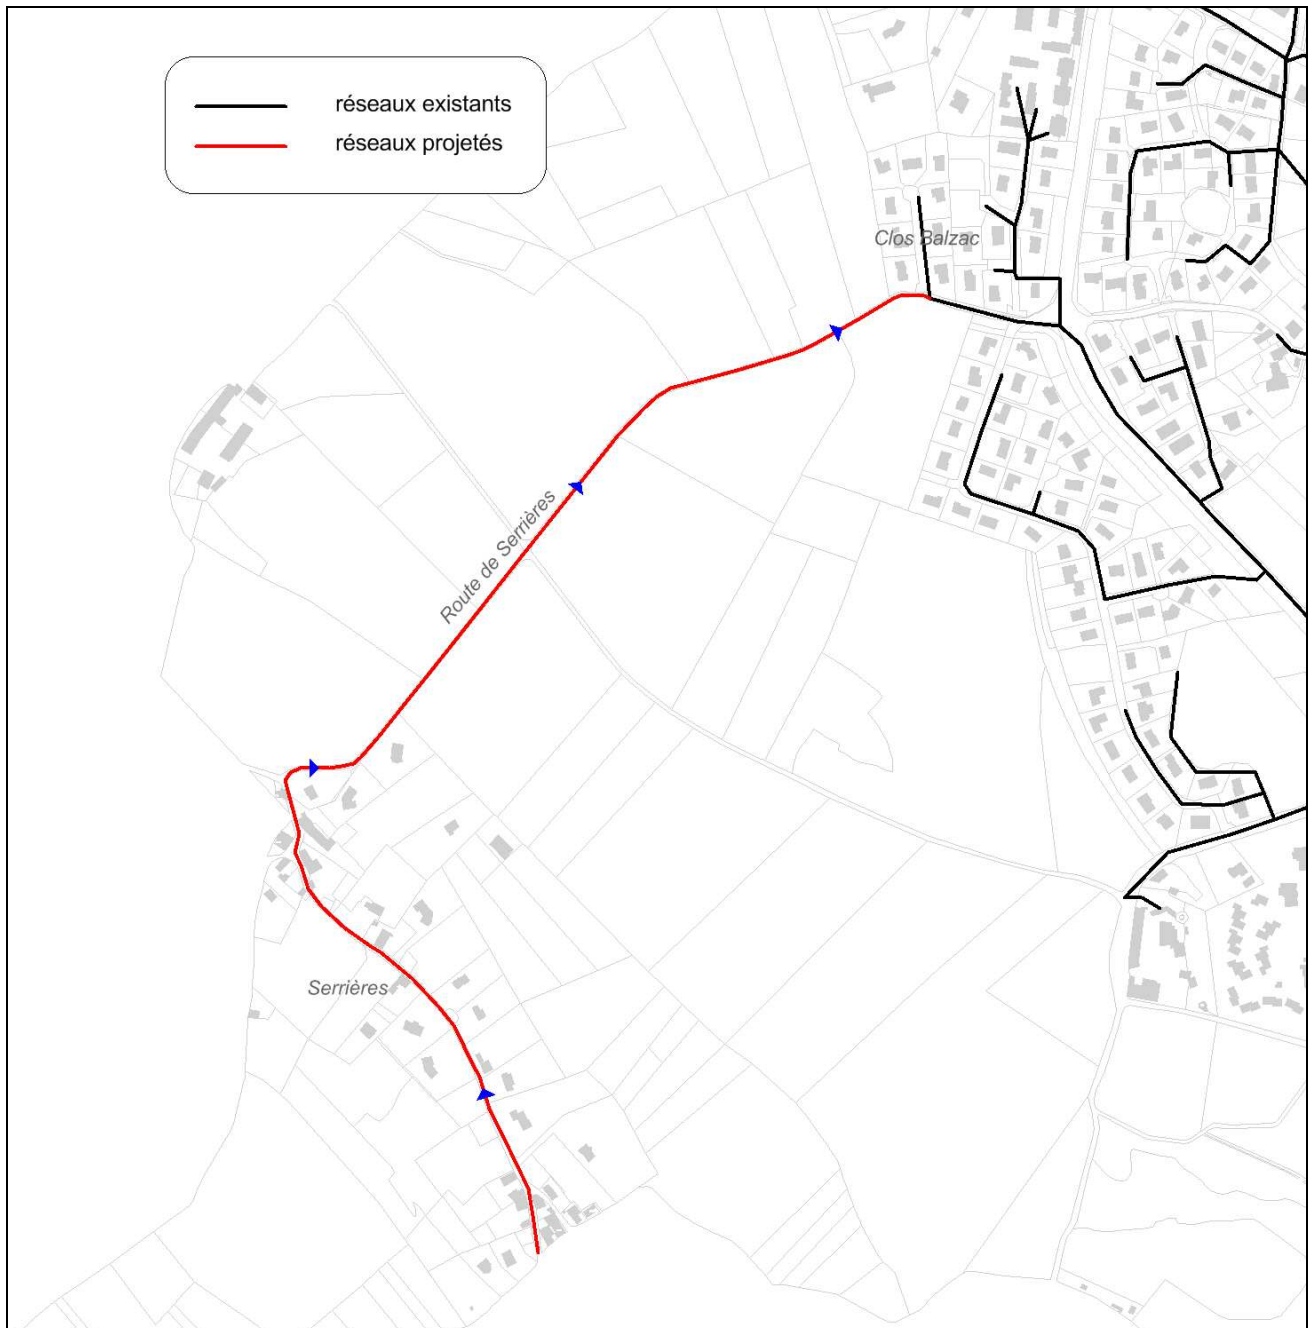 réseaux existants
réseaux projetés
Clos Balzac
Route de Serrières
Serrières